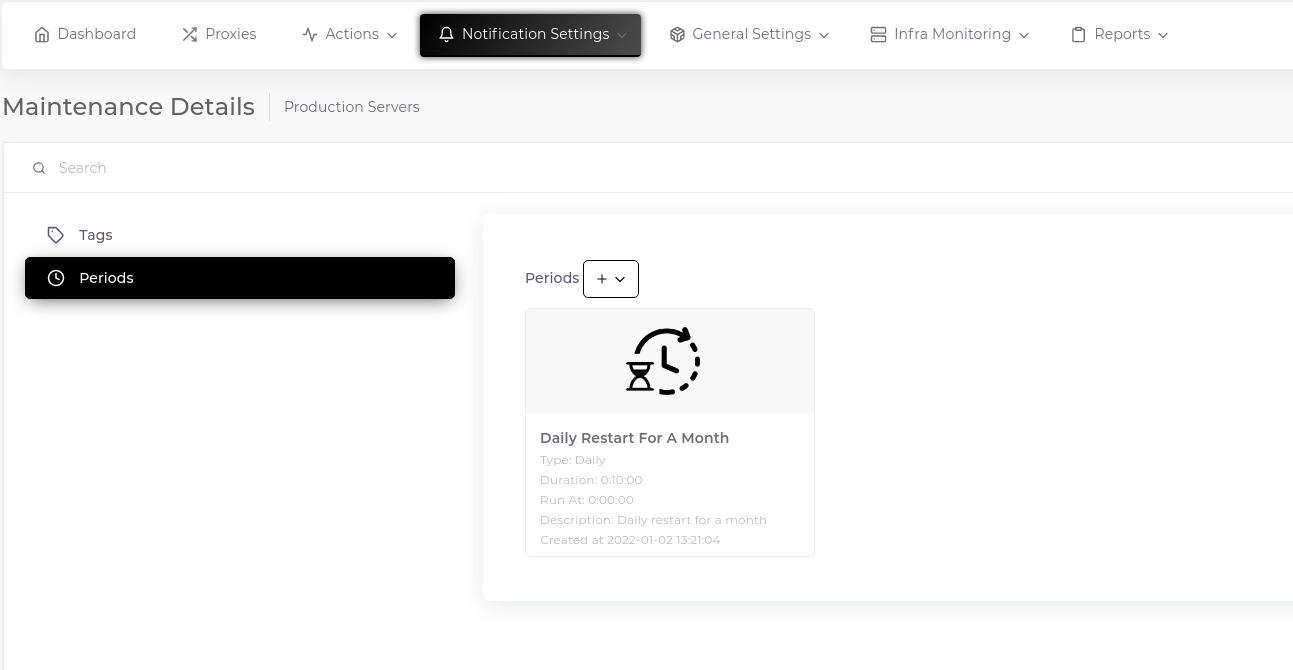 Dashboard Proxies Actions Notification Settings General Settings Infra Monitoring Reports
Maintenance Details Production Servers
Search
Tags
Periods
Periods +
Daily Restart For A Month
Type: Daily
Duration: 0:10:00
Run At: 0:00:00
Description: Daily restart for a month
Created at 2022-01-02 13:21:04